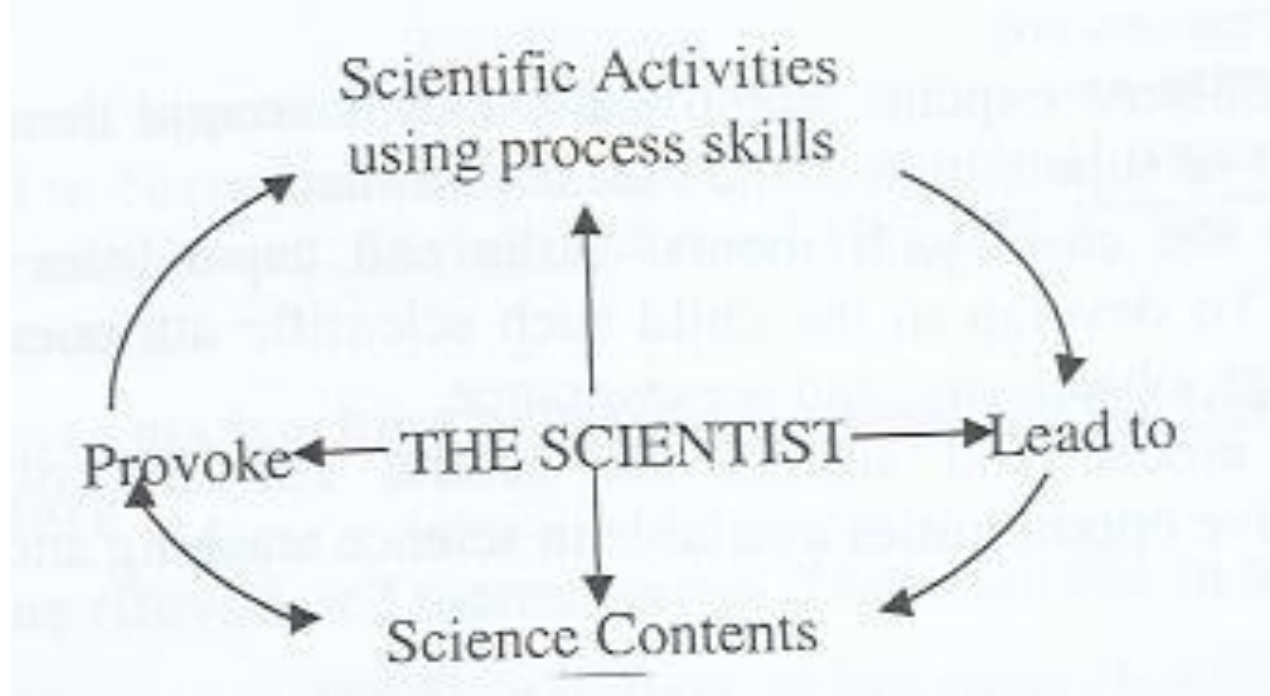 Scientific Activities
using process skills
Provoke
THE SCIENTIST
Lead to
Science Contents